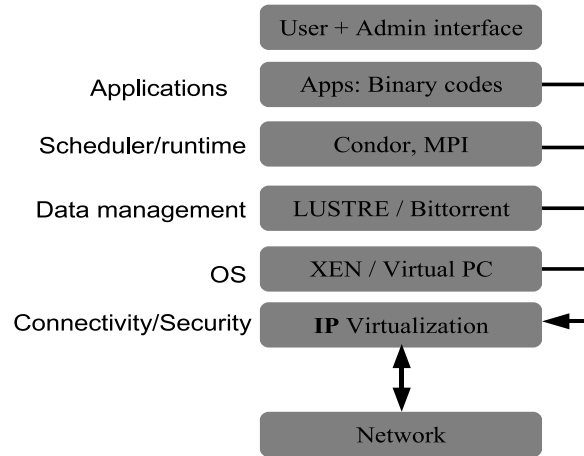 User + Admin interface
Applications
Apps: Binary codes
Scheduler/runtime
Condor, MPI
Data management
LUSTRE / Bittorrent
OS
XEN / Virtual PC
Connectivity/Security
IP Virtualization
Network